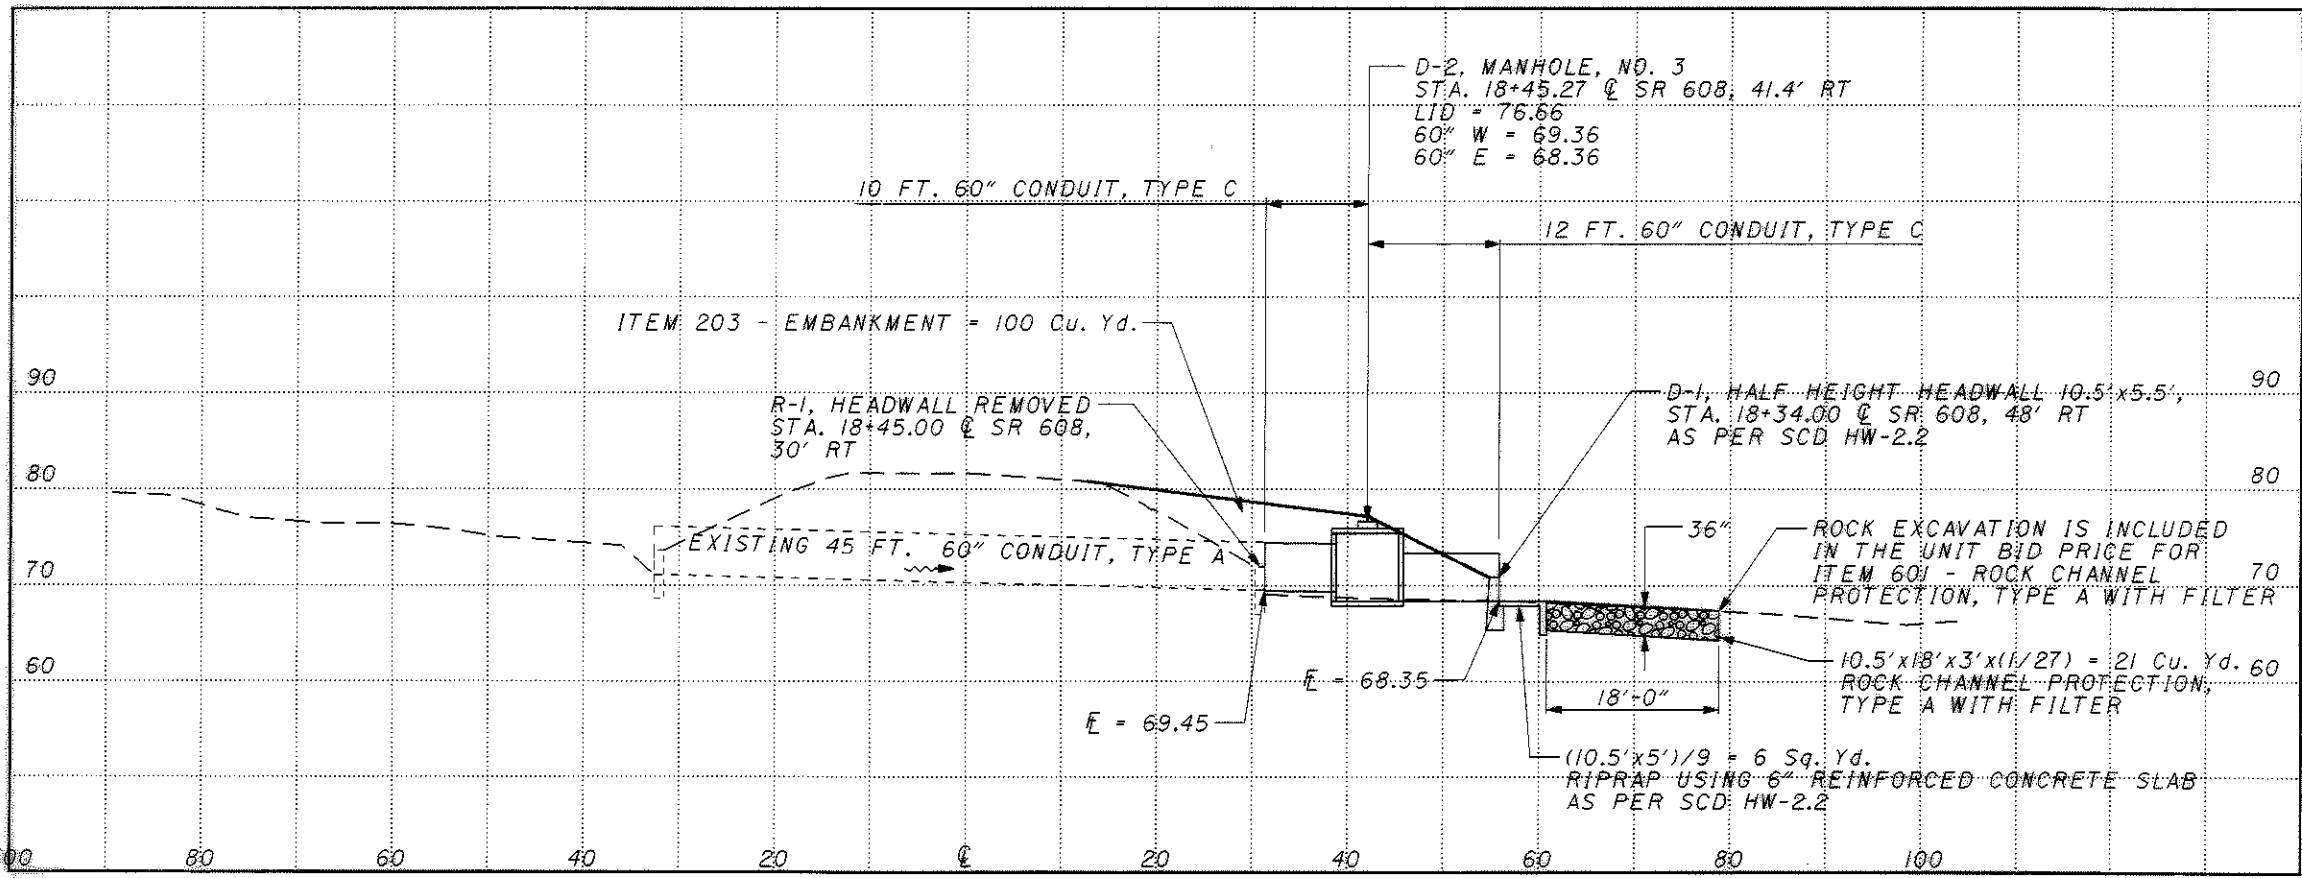 D-2, MANHOLE, NO. 3
STA. 18+45.27 ℄ SR 608, 41.4' RT
LID = 76.66
60" W = 69.36
60" E = 68.36
10 FT. 60" CONDUIT, TYPE C
12 FT. 60" CONDUIT, TYPE C
ITEM 203 - EMBANKMENT = 100 Cu. Yd.
90
90
R-1, HEADWALL REMOVED
STA. 18+45.00 ℄ SR 608,
30' RT
D-1, HALF HEIGHT HEADWALL 10.5'x5.5',
STA. 18+34.00 ℄ SR 608, 48' RT
AS PER SCD HW-2.2
80
80
EXISTING 45 FT. 60" CONDUIT, TYPE A
36"
ROCK EXCAVATION IS INCLUDED
IN THE UNIT BID PRICE FOR
ITEM 601 - ROCK CHANNEL
PROTECTION, TYPE A WITH FILTER
70
70
60
60
10.5'x18'x3'x(1/27) = 21 Cu. Yd.
ROCK CHANNEL PROTECTION,
TYPE A WITH FILTER
FL = 68.35
18'-0"
FL = 69.45
(10.5'x5')/9 = 6 Sq. Yd.
RIPRAP USING 6" REINFORCED CONCRETE SLAB
AS PER SCD HW-2.2
100 80 60 40 20 ℄ 20 40 60 80 100